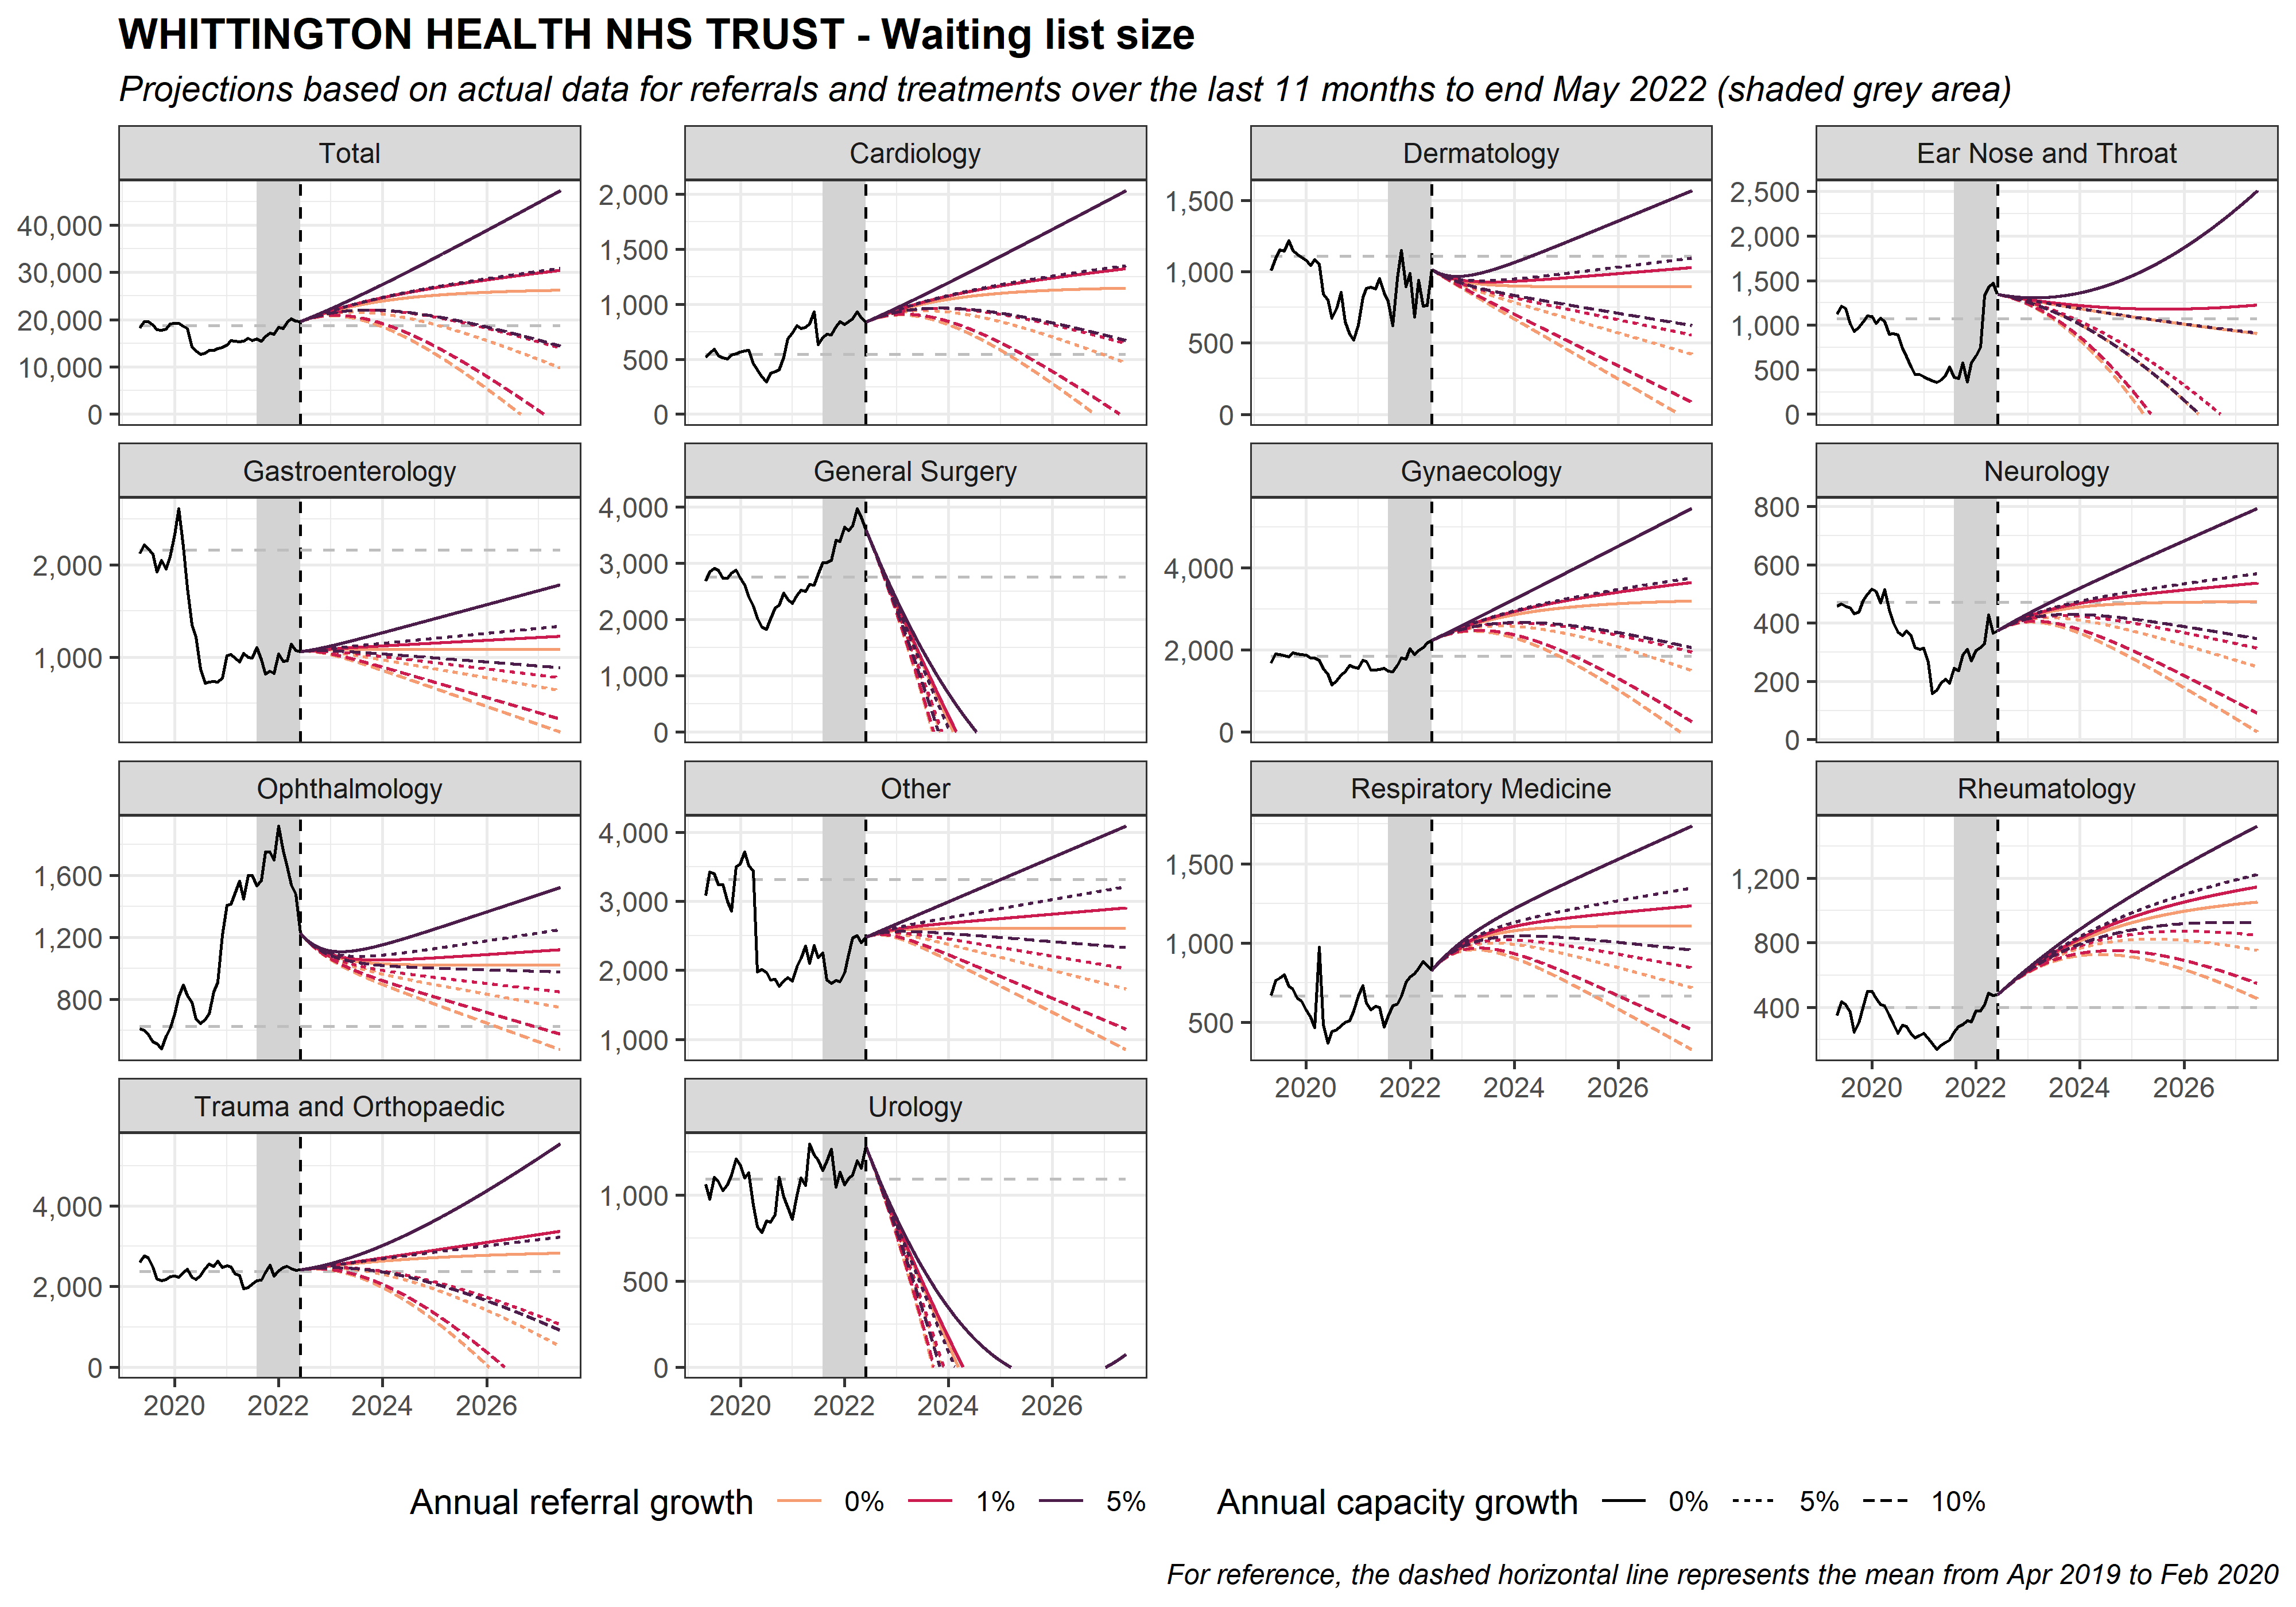 WHITTINGTON HEALTH NHS TRUST - Waiting list size
Projections based on actual data for referrals and treatments over the last 11 months to end May 2022 (shaded grey area)
Total
40,000
30,000
20,000
10,000
0
Cardiology
2,000
1,500
1,000
500
0
Dermatology
1,500
1,000
500
0
Ear Nose and Throat
2,500
2,000
1,500
1,000
500
0
Gastroenterology
2,000
1,000
General Surgery
4,000
3,000
2,000
1,000
0
Gynaecology
4,000
2,000
0
Neurology
800
600
400
200
0
Ophthalmology
1,600
1,200
800
Other
4,000
3,000
2,000
1,000
Respiratory Medicine
1,500
1,000
500
2020 2022 2024 2026
Rheumatology
1,200
800
400
2020 2022 2024 2026
Trauma and Orthopaedic
4,000
2,000
0
2020 2022 2024 2026
Urology
1,000
500
0
2020 2022 2024 2026
Annual referral growth 0% 1% 5% Annual capacity growth 0% 5% 10%
For reference, the dashed horizontal line represents the mean from Apr 2019 to Feb 2020